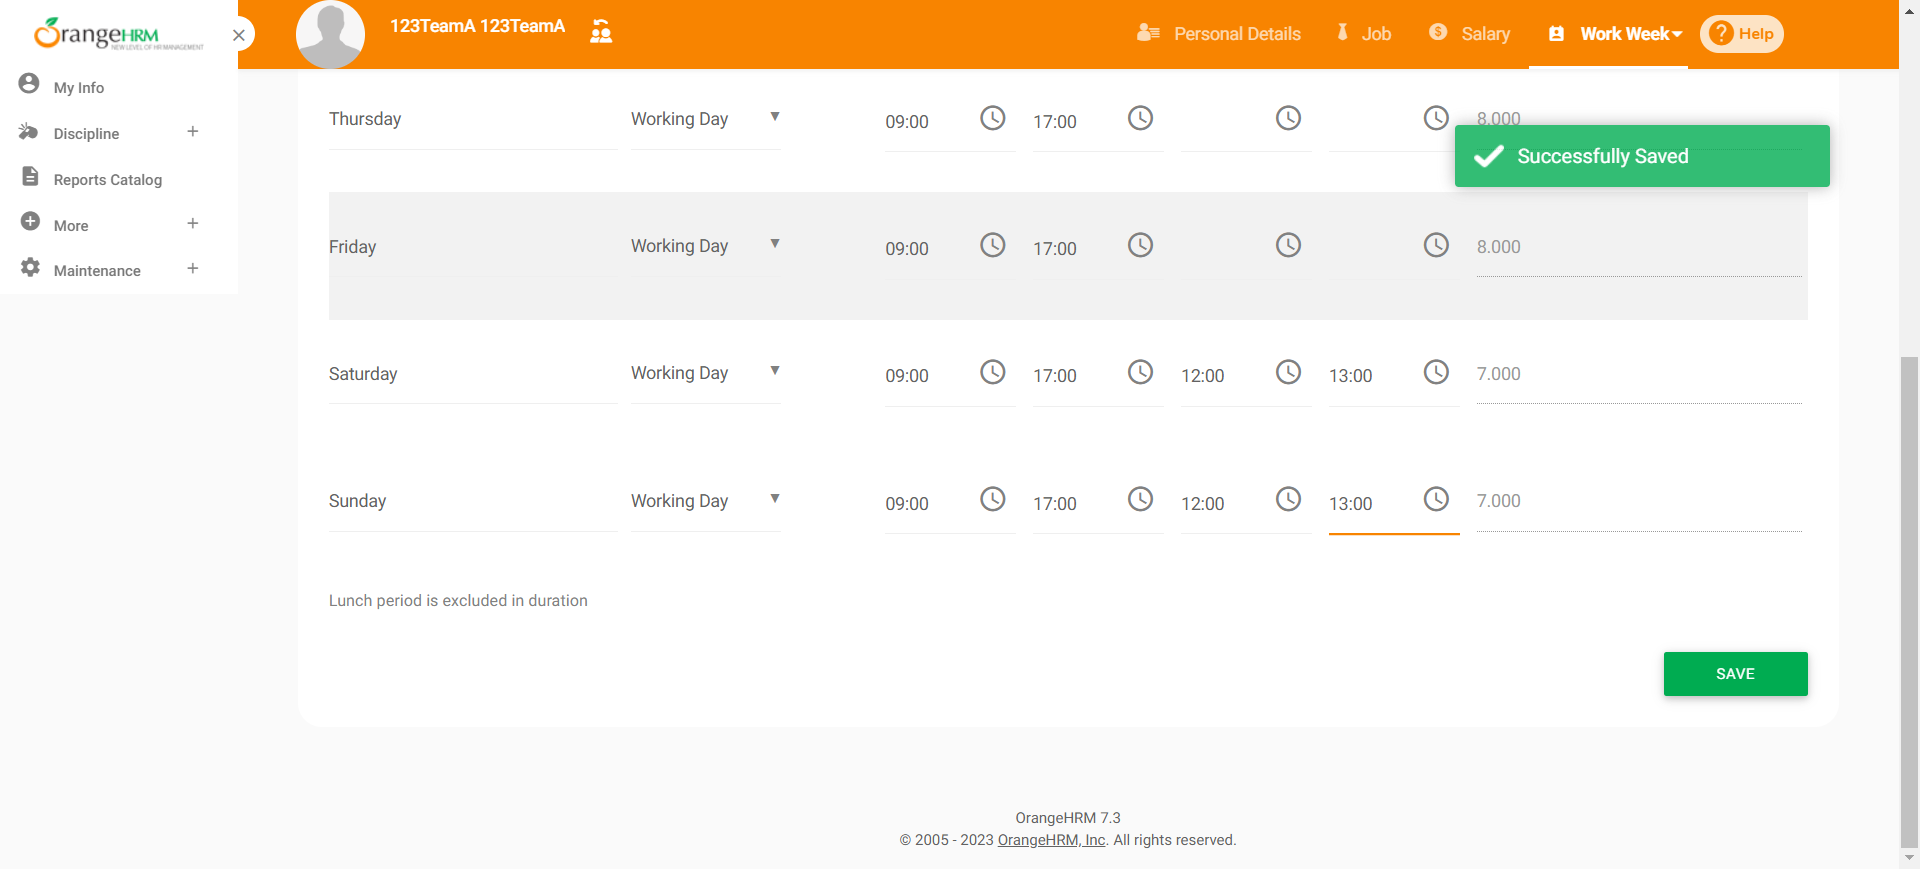 OrangeHRM
NEW LEVEL OF HR MANAGEMENT
My Info
Discipline
Reports Catalog
More
Maintenance
123TeamA 123TeamA
Personal Details
Job
Salary
Work Week
Help
Thursday Working Day 09:00 17:00 8.000
Successfully Saved
Friday Working Day 09:00 17:00 8.000
Saturday Working Day 09:00 17:00 12:00 13:00 7.000
Sunday Working Day 09:00 17:00 12:00 13:00 7.000
Lunch period is excluded in duration
SAVE
OrangeHRM 7.3
© 2005 - 2023 OrangeHRM, Inc. All rights reserved.